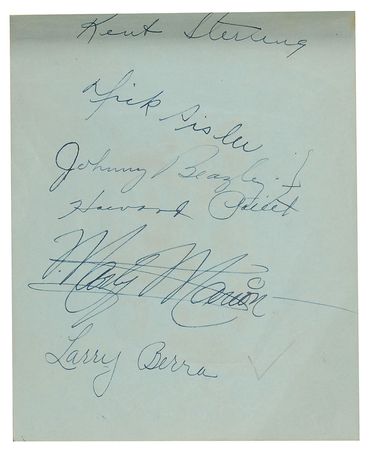 Kent Sterling
Dick Sisler
Johnny Beazley
Howard Pollet
Marty Marion
Larry Berra